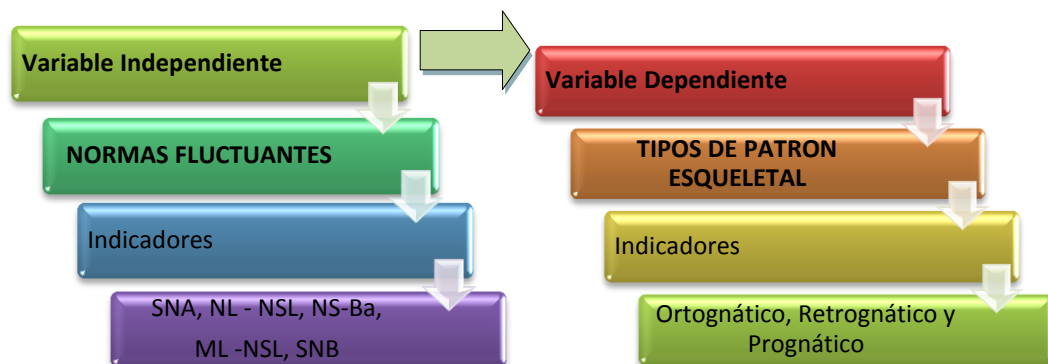 Variable Independiente
NORMAS FLUCTUANTES
Indicadores
SNA, NL - NSL, NS-Ba,
ML -NSL, SNB
Variable Dependiente
TIPOS DE PATRON
ESQUELETAL
Indicadores
Ortognático, Retrognático y
Prognático